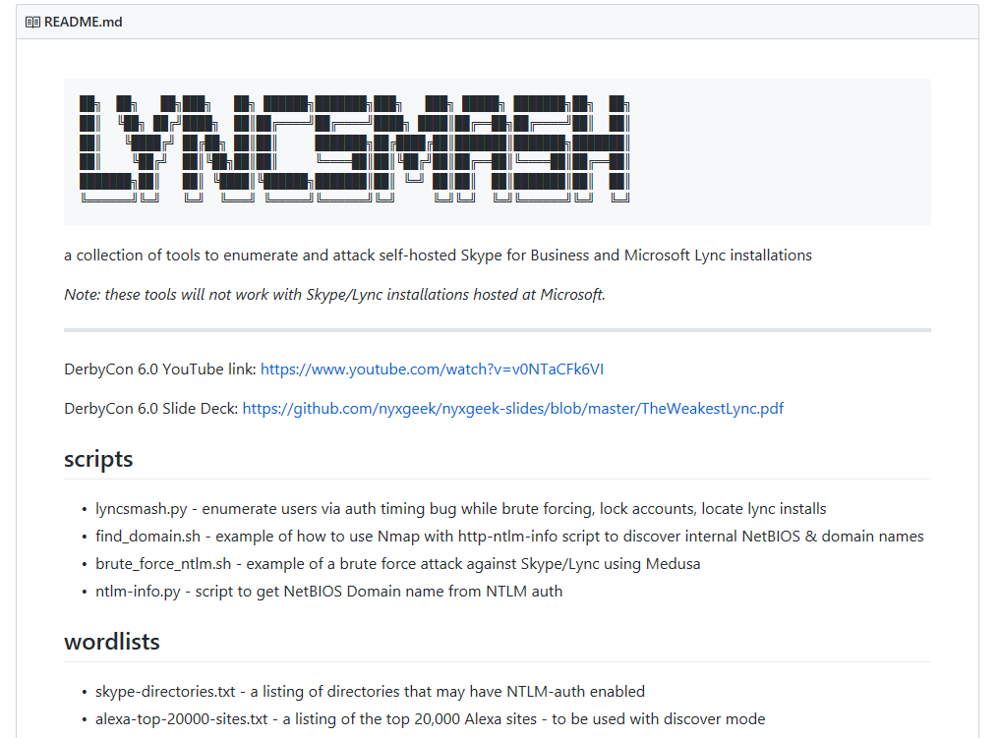 README.md
LYNCSMASH
a collection of tools to enumerate and attack self-hosted Skype for Business and Microsoft Lync installations
Note: these tools will not work with Skype/Lync installations hosted at Microsoft.
DerbyCon 6.0 YouTube link: https://www.youtube.com/watch?v=v0NTaCFk6VI
DerbyCon 6.0 Slide Deck: https://github.com/nyxgeek/nyxgeek-slides/blob/master/TheWeakestLync.pdf
scripts
• lyncsmash.py - enumerate users via auth timing bug while brute forcing, lock accounts, locate lync installs
• find_domain.sh - example of how to use Nmap with http-ntlm-info script to discover internal NetBIOS & domain names
• brute_force_ntlm.sh - example of a brute force attack against Skype/Lync using Medusa
• ntlm-info.py - script to get NetBIOS Domain name from NTLM auth
wordlists
• skype-directories.txt - a listing of directories that may have NTLM-auth enabled
• alexa-top-20000-sites.txt - a listing of the top 20,000 Alexa sites - to be used with discover mode